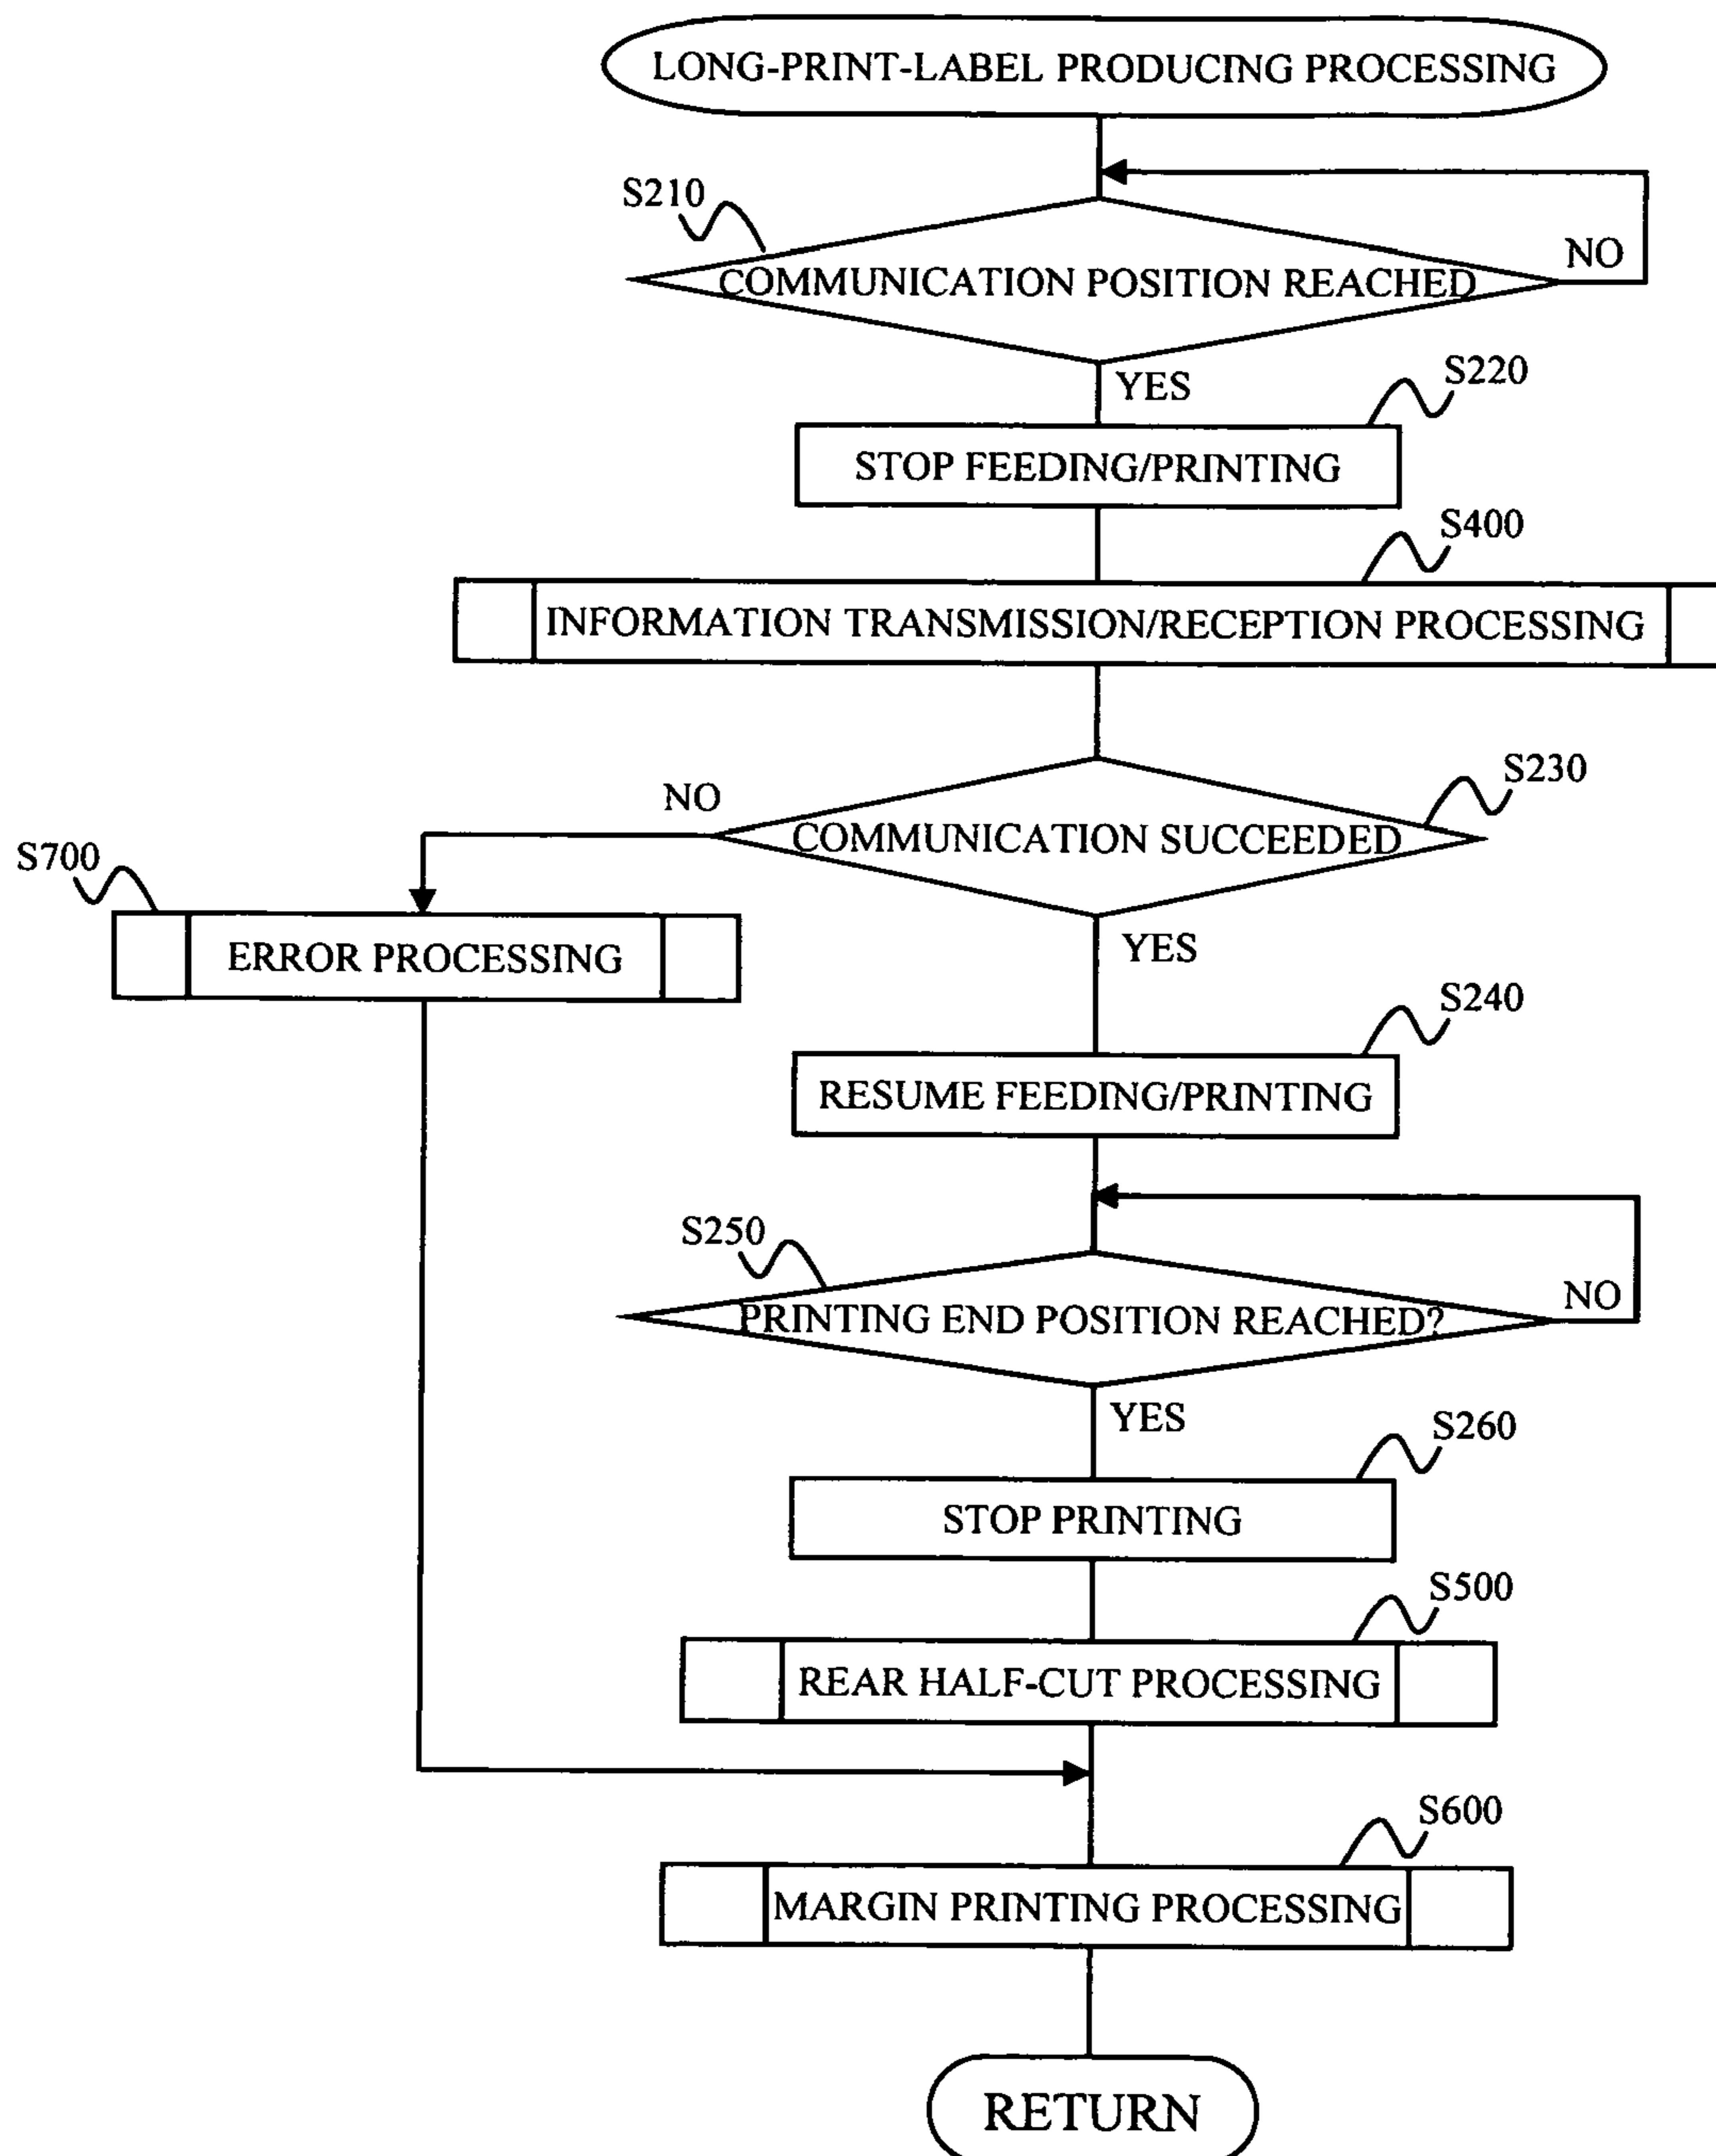 LONG-PRINT-LABEL PRODUCING PROCESSING
S210
NO
COMMUNICATION POSITION REACHED
YES
S220
STOP FEEDING/PRINTING
S400
INFORMATION TRANSMISSION/RECEPTION PROCESSING
S230
NO
COMMUNICATION SUCCEEDED
S700
YES
ERROR PROCESSING
S240
RESUME FEEDING/PRINTING
S250
NO
PRINTING END POSITION REACHED?
YES
S260
STOP PRINTING
S500
REAR HALF-CUT PROCESSING
S600
MARGIN PRINTING PROCESSING
RETURN